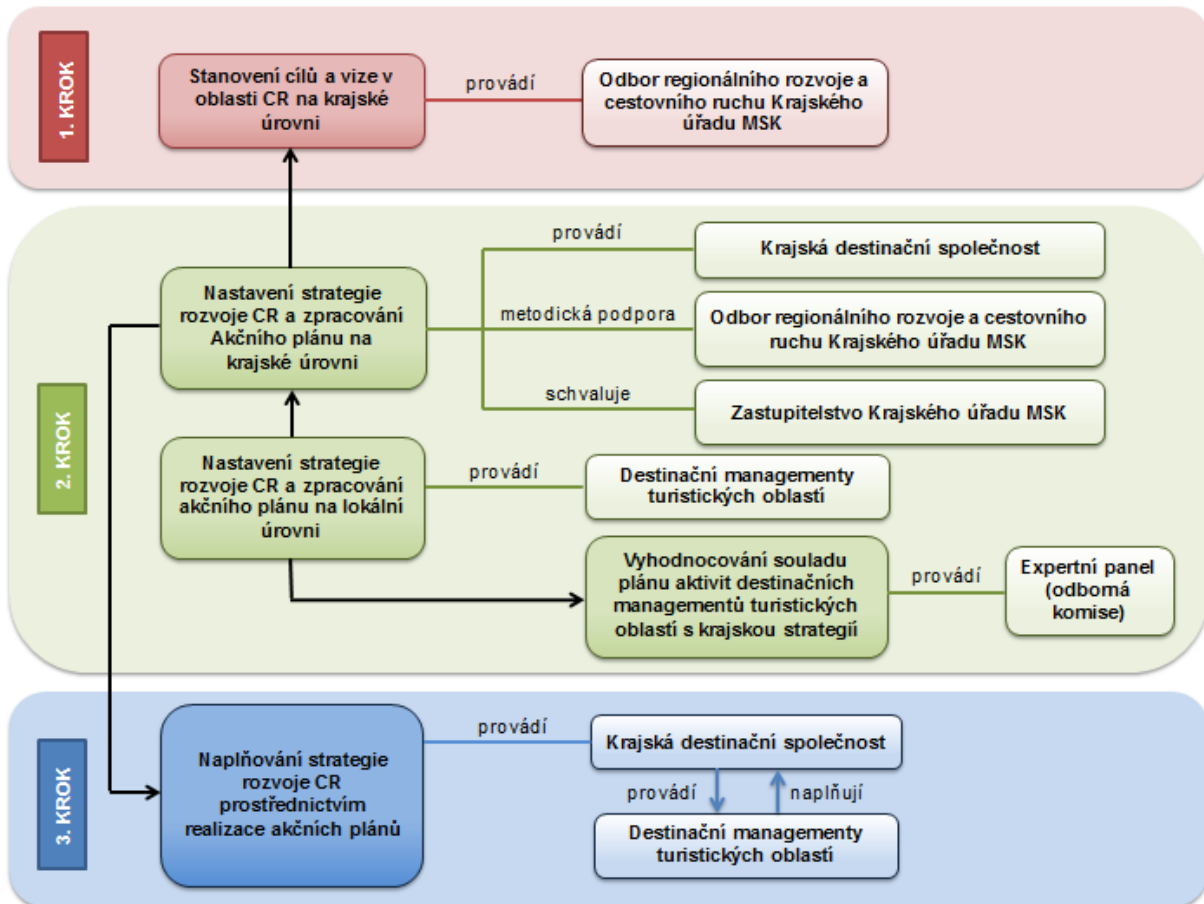 1. KROK
Stanovení cílů a vize v
oblasti CR na krajské
úrovni
provádí
Odbor regionálního rozvoje a
cestovního ruchu Krajského
úřadu MSK
2. KROK
Nastavení strategie
rozvoje CR a zpracování
Akčního plánu na
krajské úrovni
provádí
Krajská destinační společnost
metodická podpora
Odbor regionálního rozvoje a cestovního
ruchu Krajského úřadu MSK
schvaluje
Zastupitelstvo Krajského úřadu MSK
Nastavení strategie
rozvoje CR a zpracování
akčního plánu na lokální
úrovni
provádí
Destinační managementy
turistických oblastí
Vyhodnocování souladu
plánu aktivit destinačních
managementů turistických
oblastí s krajskou strategií
provádí
Expertní panel
(odborná
komise)
3. KROK
Naplňování strategie
rozvoje CR
prostřednictvím
realizace akčních plánů
provádí
Krajská destinační společnost
provádí
naplňují
Destinační managementy
turistických oblastí